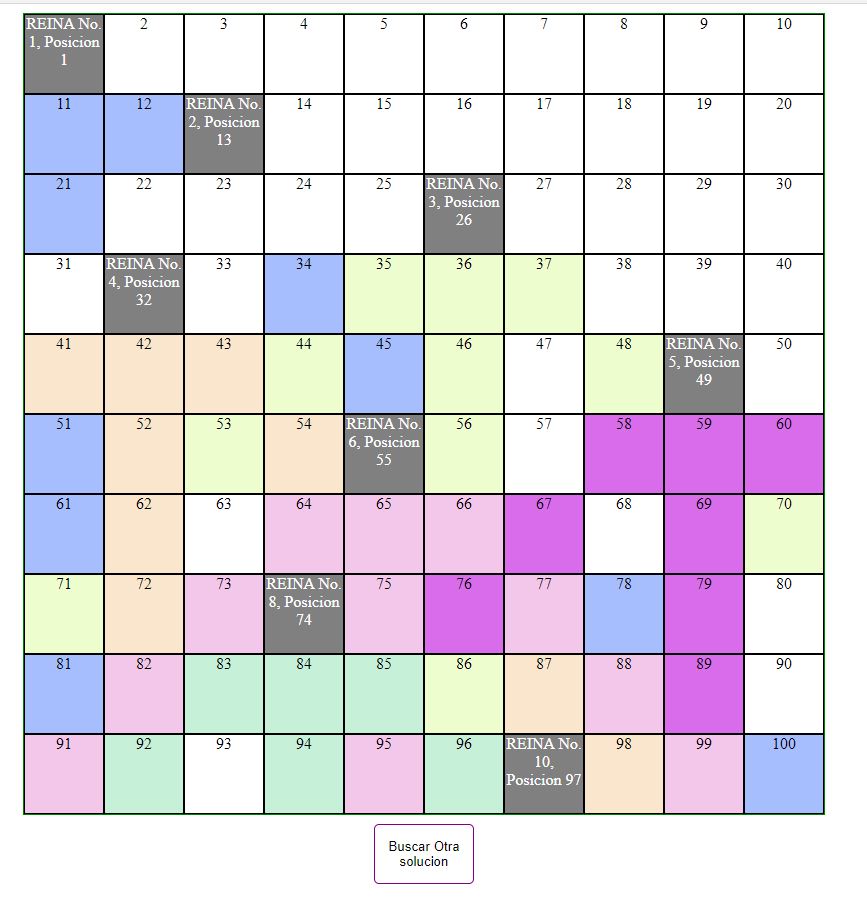 REINA No. 1, Posicion 1 2 3 4 5 6 7 8 9 10
11 12 REINA No. 2, Posicion 13 14 15 16 17 18 19 20
21 22 23 24 25 REINA No. 3, Posicion 26 27 28 29 30
31 REINA No. 4, Posicion 32 33 34 35 36 37 38 39 40
41 42 43 44 45 46 47 48 REINA No. 5, Posicion 49 50
51 52 53 54 REINA No. 6, Posicion 55 56 57 58 59 60
61 62 63 64 65 66 67 68 69 70
71 72 73 REINA No. 8, Posicion 74 75 76 77 78 79 80
81 82 83 84 85 86 87 88 89 90
91 92 93 94 95 96 REINA No. 10, Posicion 97 98 99 100
Buscar Otra
solucion